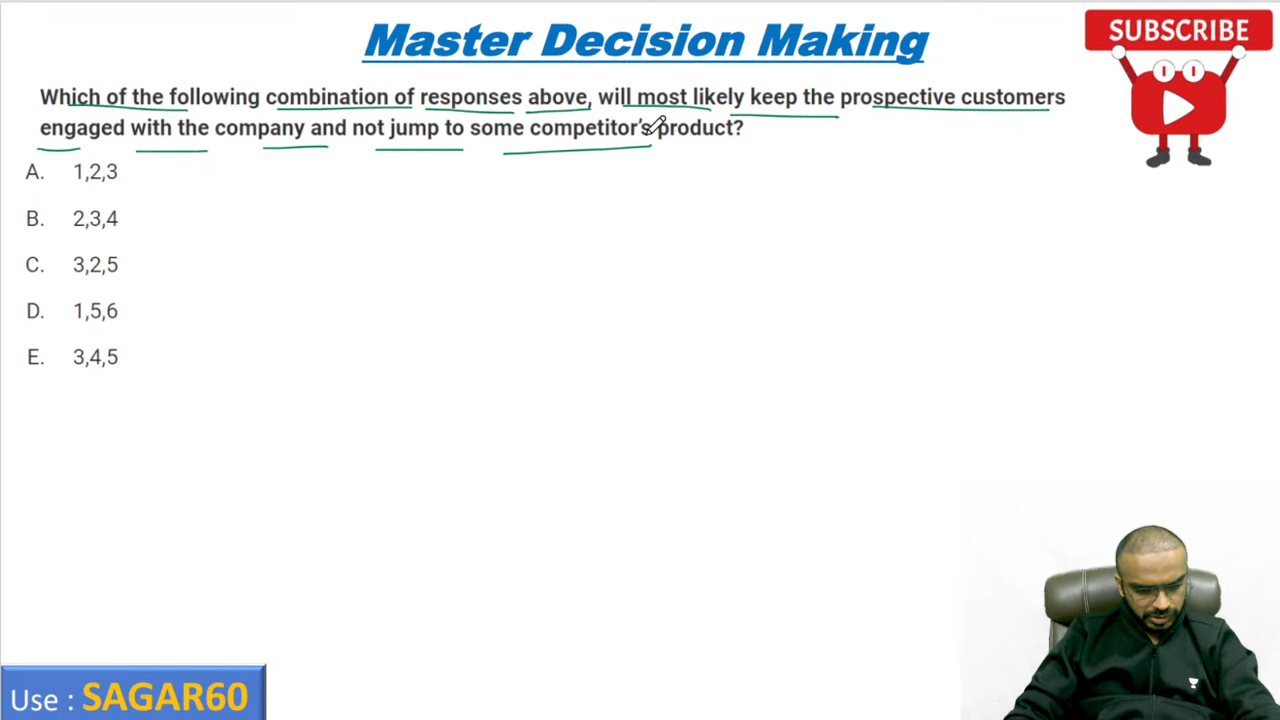 Master Decision Making
SUBSCRIBE
Which of the following combination of responses above, will most likely keep the prospective customers
engaged with the company and not jump to some competitor's product?
A. 1,2,3
B. 2,3,4
C. 3,2,5
D. 1,5,6
E. 3,4,5
Use : SAGAR60